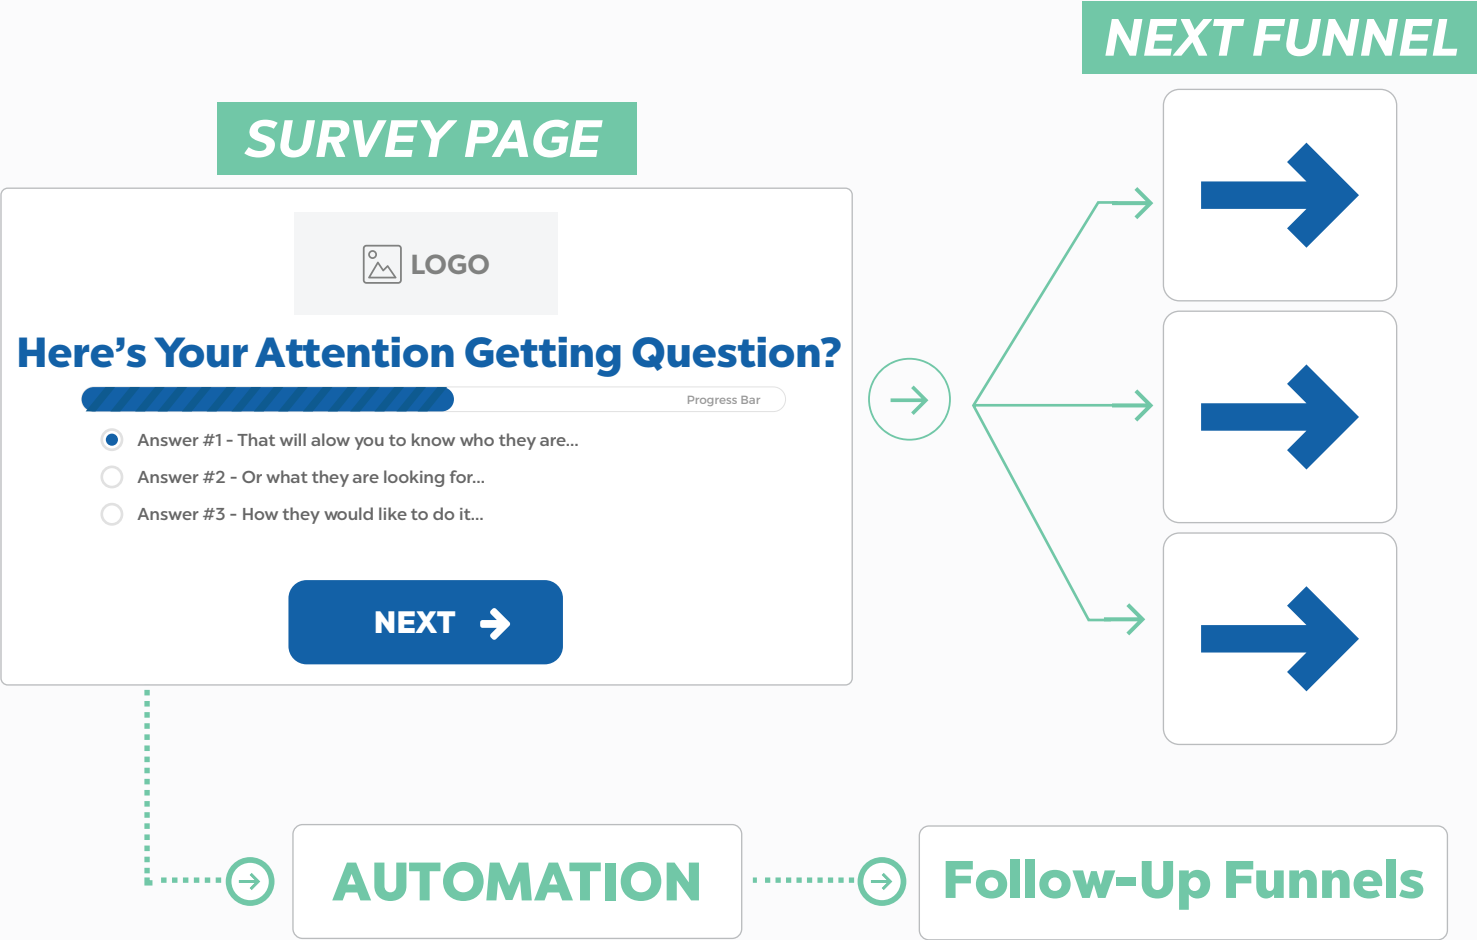 NEXT FUNNEL
SURVEY PAGE
LOGO
Here's Your Attention Getting Question?
Progress Bar
Answer #1 - That will alow you to know who they are...
Answer #2 - Or what they are looking for...
Answer #3 - How they would like to do it...
NEXT
AUTOMATION
Follow-Up Funnels